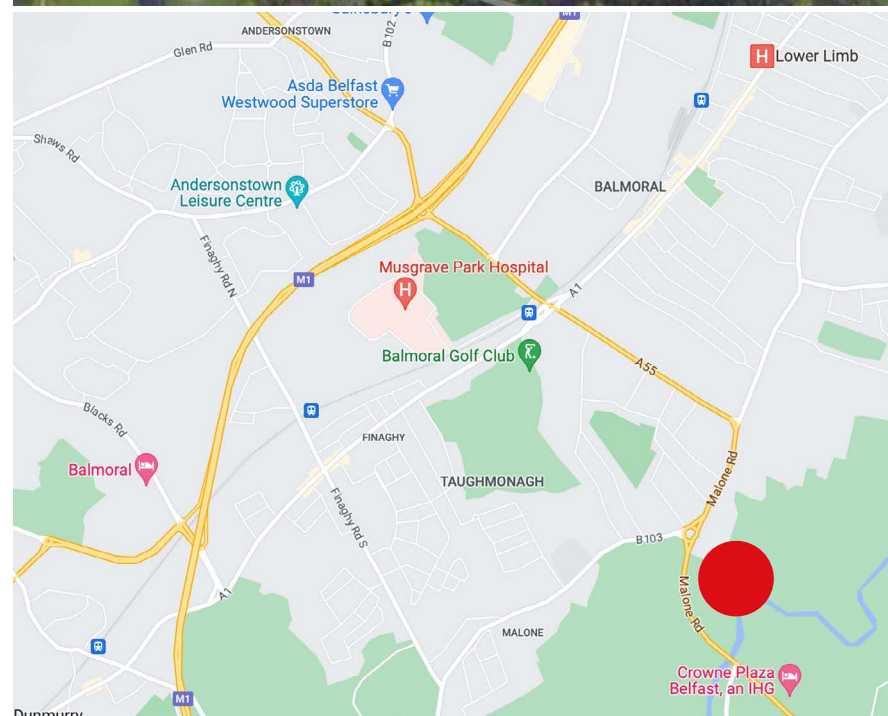 Sainsbury's
M1
ANDERSONSTOWN
B102
Glen Rd
H Lower Limb
Asda Belfast
Westwood Superstore
Shaws Rd
Andersonstown
Leisure Centre
BALMORAL
Finaghy Rd N
Musgrave Park Hospital
H
M1
A1
Balmoral Golf Club
A55
Blacks Rd
FINAGHY
Balmoral
TAUGHMONAGH
Malone Rd
Finaghy Rd S
B103
A1
Malone Rd
MALONE
Crowne Plaza
Belfast, an IHG
M1
Dunmurry